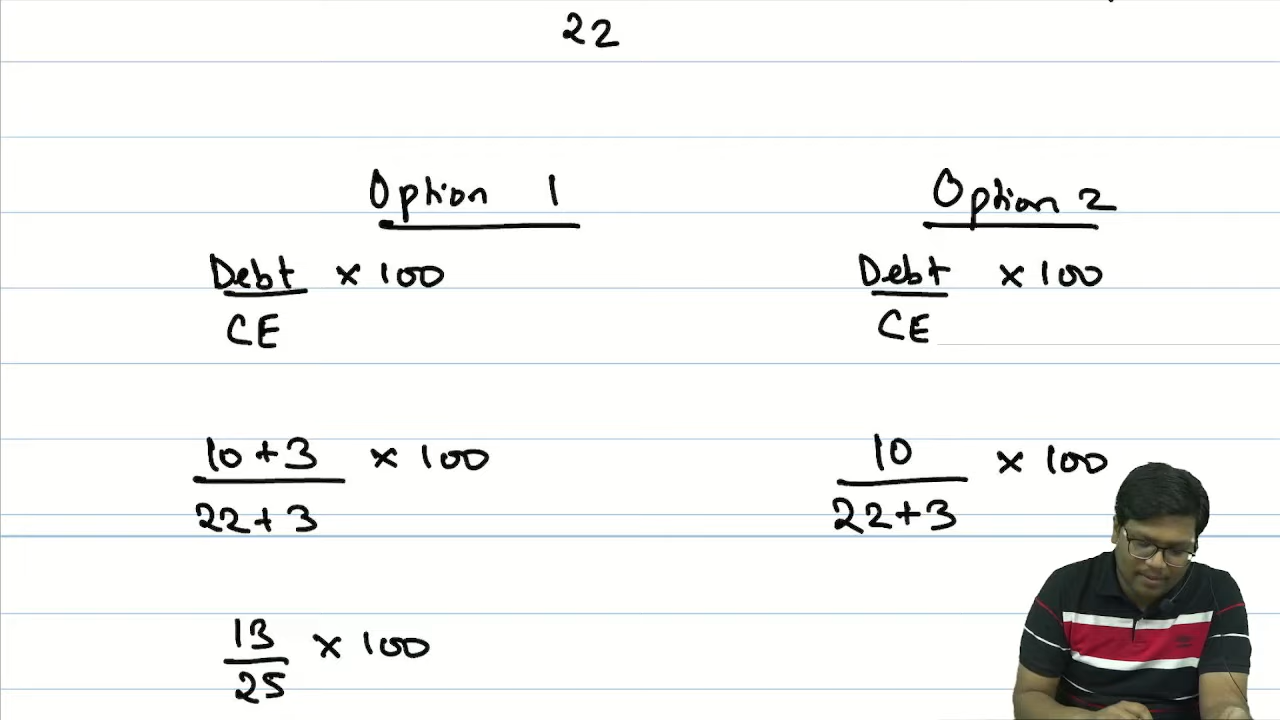 22
Option 1
Option 2
Debt × 100
CE
Debt × 100
CE
10 + 3 × 100
22 + 3
10 × 100
22 + 3
13 × 100
25